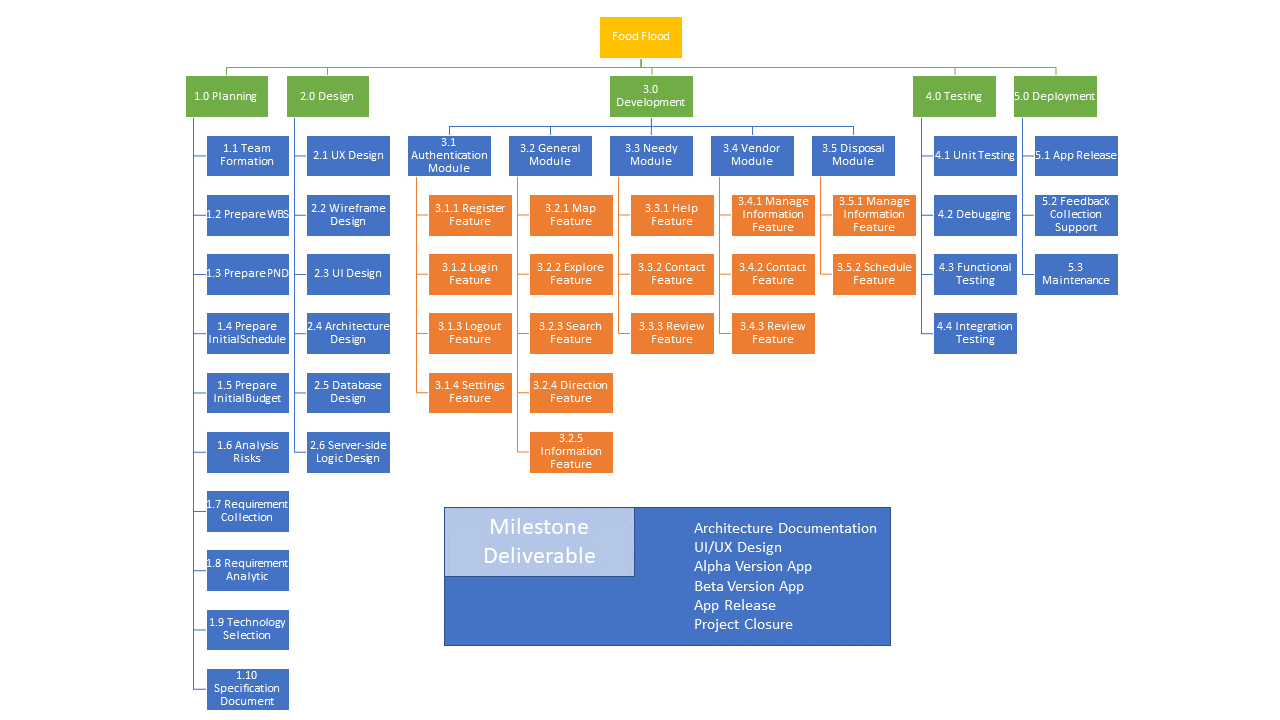 Food Flood
1.0 Planning
2.0 Design
3.0
Development
4.0 Testing
5.0 Deployment
1.1 Team
Formation
1.2 Prepare WBS
1.3 Prepare PND
1.4 Prepare
Initial Schedule
1.5 Prepare
Initial Budget
1.6 Analysis
Risks
1.7 Requirement
Collection
1.8 Requirement
Analytic
1.9 Technology
Selection
1.10
Specification
Document
2.1 UX Design
2.2 Wireframe
Design
2.3 UI Design
2.4 Architecture
Design
2.5 Database
Design
2.6 Server-side
Logic Design
3.1
Authentication
Module
3.1.1 Register
Feature
3.1.2 Login
Feature
3.1.3 Logout
Feature
3.1.4 Settings
Feature
3.2 General
Module
3.2.1 Map
Feature
3.2.2 Explore
Feature
3.2.3 Search
Feature
3.2.4 Direction
Feature
3.2.5
Information
Feature
3.3 Needy
Module
3.3.1 Help
Feature
3.3.2 Contact
Feature
3.3.3 Review
Feature
3.4 Vendor
Module
3.4.1 Manage
Information
Feature
3.4.2 Contact
Feature
3.4.3 Review
Feature
3.5 Disposal
Module
3.5.1 Manage
Information
Feature
3.5.2 Schedule
Feature
4.1 Unit Testing
4.2 Debugging
4.3 Functional
Testing
4.4 Integration
Testing
5.1 App Release
5.2 Feedback
Collection
Support
5.3
Maintenance
Milestone
Deliverable
Architecture Documentation
UI/UX Design
Alpha Version App
Beta Version App
App Release
Project Closure